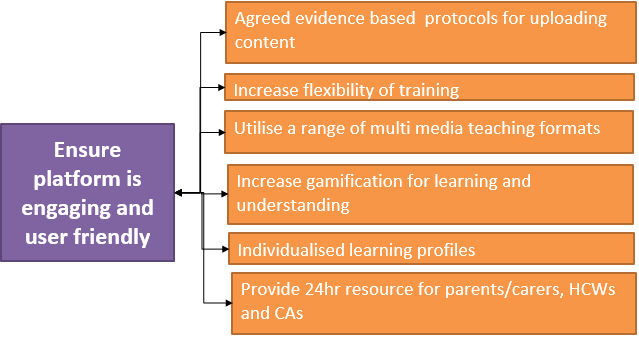 Ensure
platform is
engaging and
user friendly
Agreed evidence based protocols for uploading
content
Increase flexibility of training
Utilise a range of multi media teaching formats
Increase gamification for learning and
understanding
Individualised learning profiles
Provide 24hr resource for parents/carers, HCWs
and CAs